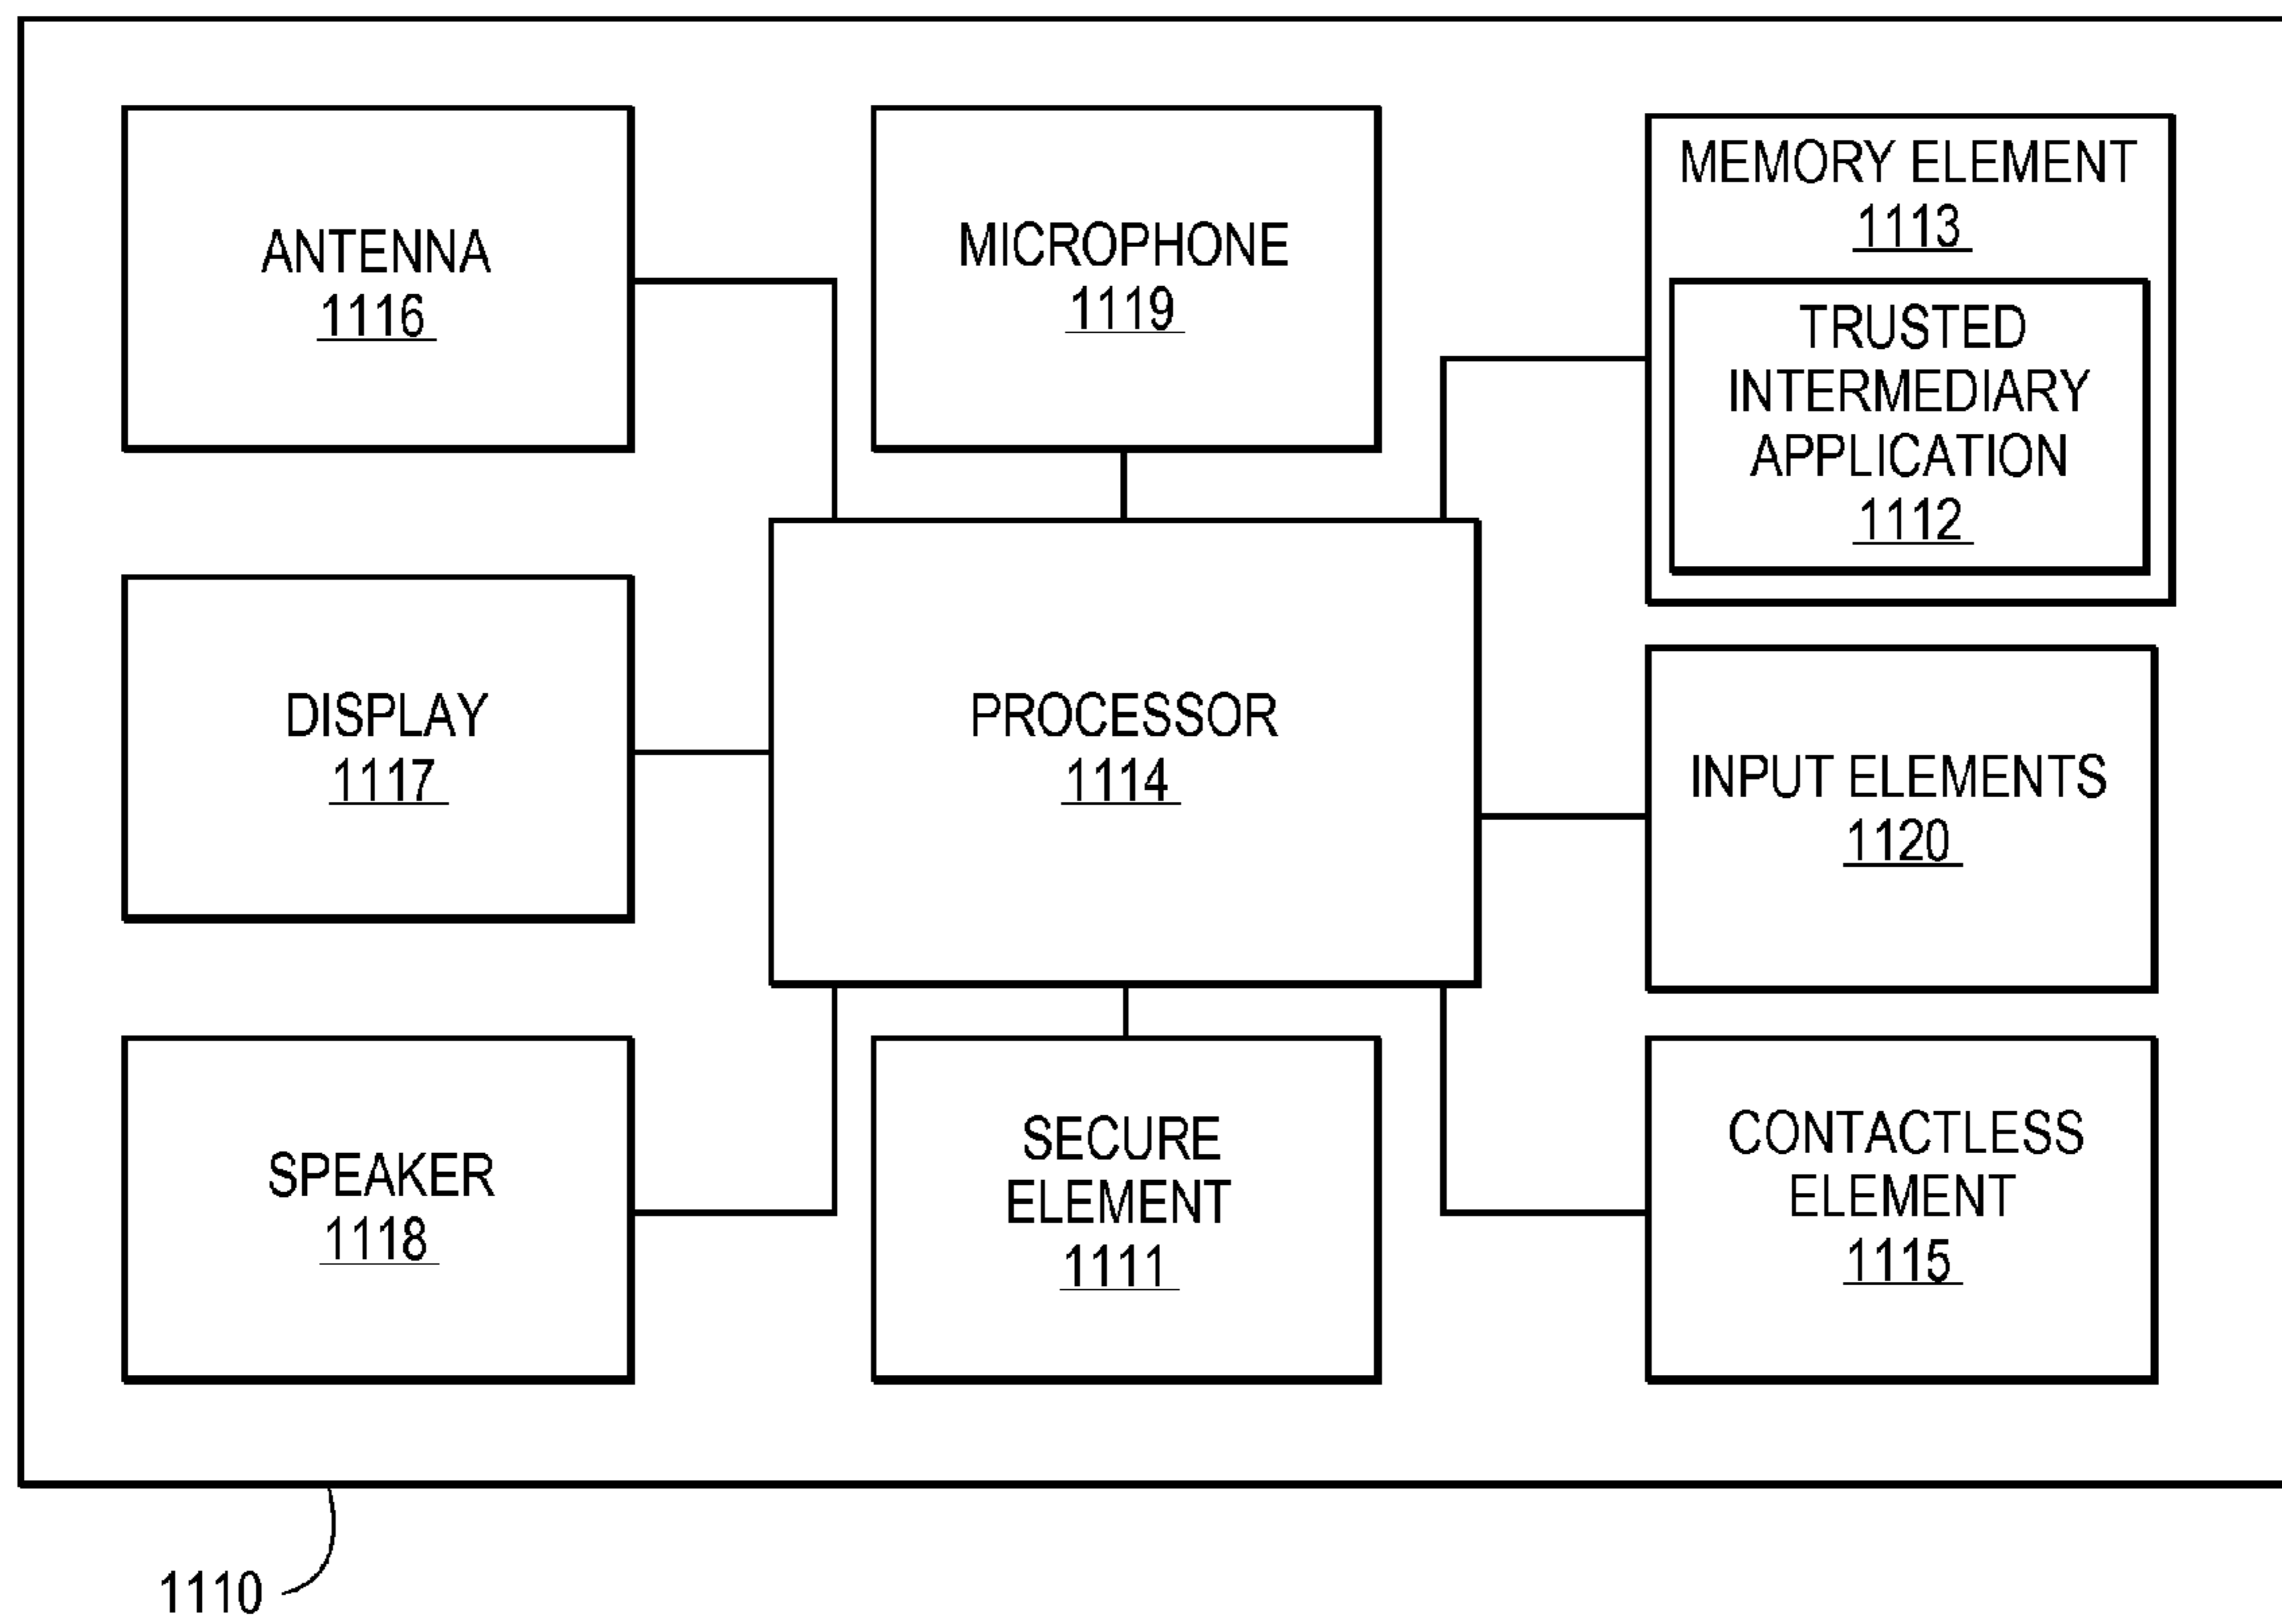 ANTENNA
1116
MICROPHONE
1119
MEMORY ELEMENT
1113
TRUSTED
INTERMEDIARY
APPLICATION
1112
DISPLAY
1117
PROCESSOR
1114
INPUT ELEMENTS
1120
SPEAKER
1118
SECURE
ELEMENT
1111
CONTACTLESS
ELEMENT
1115
1110